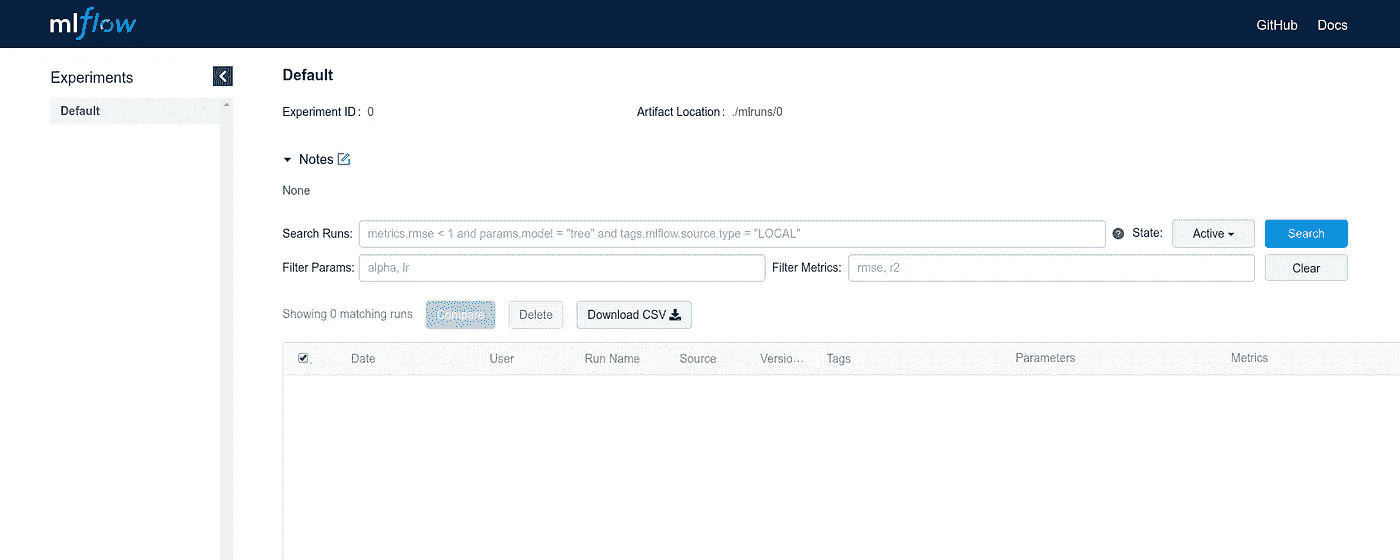 mlflow
GitHub Docs
Experiments
Default
Default
Experiment ID: 0 Artifact Location: ./mlruns/0
Notes
None
Search Runs: metrics.rmse < 1 and params.model = "tree" and tags.mlflow.source.type = "LOCAL" State: Active Search
Filter Params: alpha, lr Filter Metrics: rmse, r2 Clear
Showing 0 matching runs Compare Delete Download CSV
Date User Run Name Source Versio... Tags Parameters Metrics